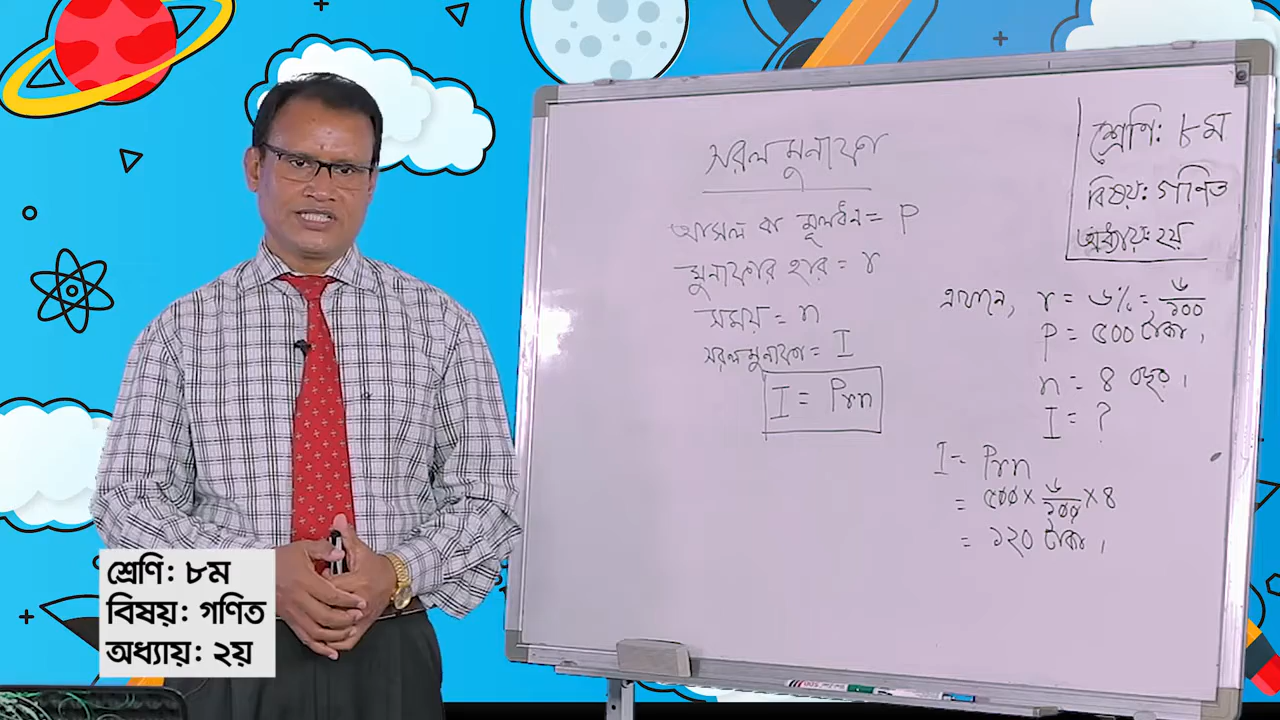 সরল মুনাফা
আসল বা মূলধন = P
মুনাফার হার = r
সময় = n
সরল মুনাফা = I
I = Prn
শ্রেণি: ৮ম
বিষয়: গণিত
অধ্যায়: ২য়
এখানে, r = ৬% = ৬/১০০
P = ৫০০ টাকা,
n = ৪ বছর।
I = ?
I = Prn
= ৫০০ × ৬/১০০ × ৪
= ১২০ টাকা।
শ্রেণি: ৮ম
বিষয়: গণিত
অধ্যায়: ২য়